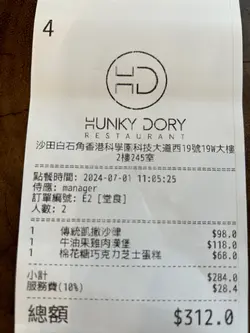 4
HD
HUNKY DORY
RESTAURANT
沙田白石角香港科學園科技大道西19號19W大樓
2樓245室
點餐時間: 2024-07-01 11:05:25
侍應: manager
訂單編號: E2 [堂食]
人數: 2
1 傳統凱撒沙律 $98.0
1 牛油東雞肉漢堡 $118.0
1 棉花糖巧克力芝士蛋糕 $68.0
小計 $284.0
服務費(10%) $28.4
總額 $312.0